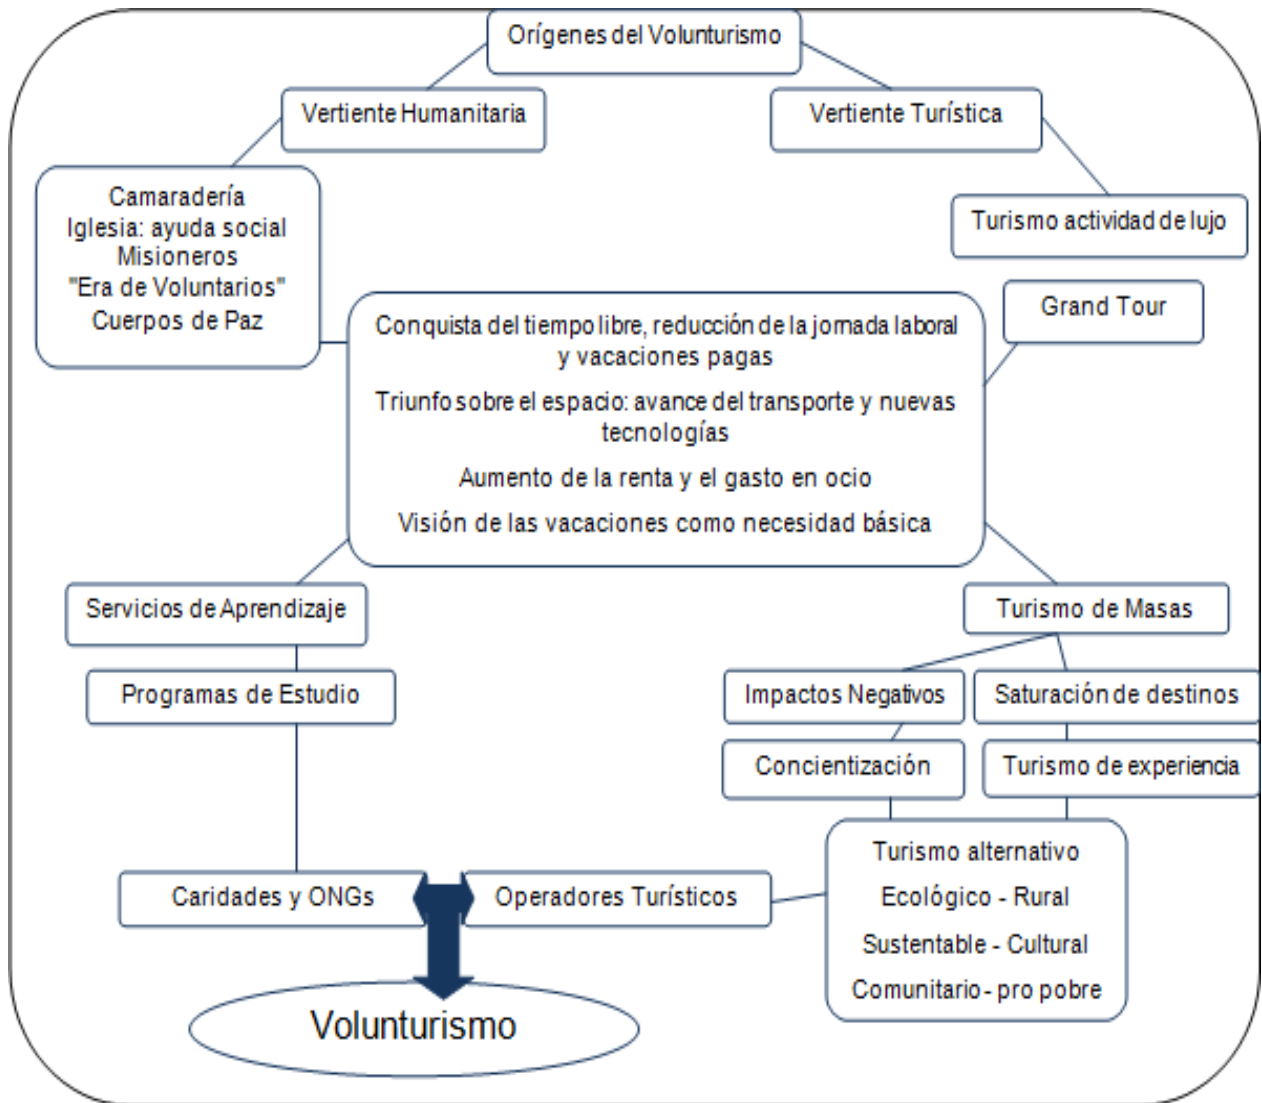 Orígenes del Volunturismo
Vertiente Humanitaria
Vertiente Turística
Camaradería
Iglesia: ayuda social
Misioneros
"Era de Voluntarios"
Cuerpos de Paz
Turismo actividad de lujo
Grand Tour
Conquista del tiempo libre, reducción de la jornada laboral
y vacaciones pagas
Triunfo sobre el espacio: avance del transporte y nuevas
tecnologías
Aumento de la renta y el gasto en ocio
Visión de las vacaciones como necesidad básica
Servicios de Aprendizaje
Turismo de Masas
Programas de Estudio
Impactos Negativos
Saturación de destinos
Concientización
Turismo de experiencia
Caridades y ONGs
Operadores Turísticos
Turismo alternativo
Ecológico - Rural
Sustentable - Cultural
Comunitario - pro pobre
Volunturismo